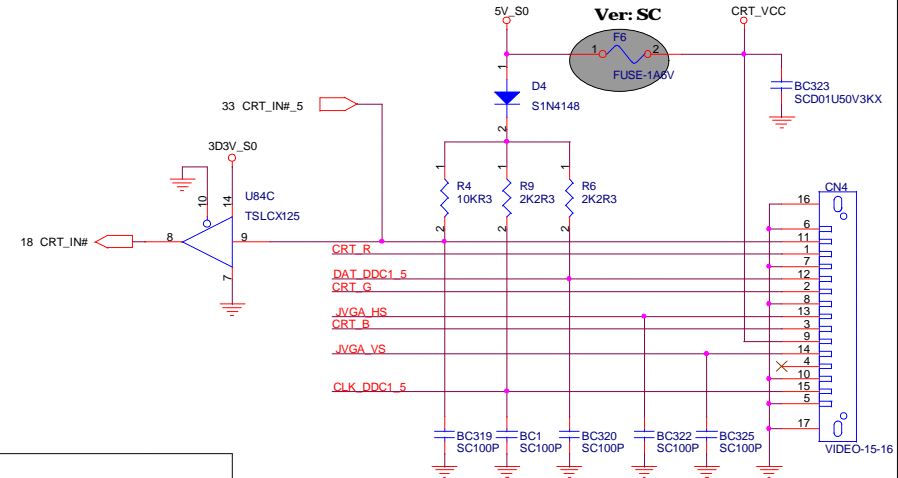 5V_S0
Ver: SC
CRT_VCC
F6
1
2
FUSE-1A6V
1
D4
S1N4148
2
BC323
SCD01U50V3KX
33 CRT_IN#_5
3D3V_S0
10
14
U84C
TSLCX125
18 CRT_IN#
8
9
7
1
R4
10KR3
2
1
R9
2K2R3
2
1
R6
2K2R3
2
CN4
16
6
11
CRT_R
1
7
DAT_DDC1_5
12
CRT_G
2
8
JVGA_HS
13
CRT_B
3
9
JVGA_VS
14
4
10
CLK_DDC1_5
15
5
17
VIDEO-15-16
BC319
SC100P
BC1
SC100P
BC320
SC100P
BC322
SC100P
BC325
SC100P